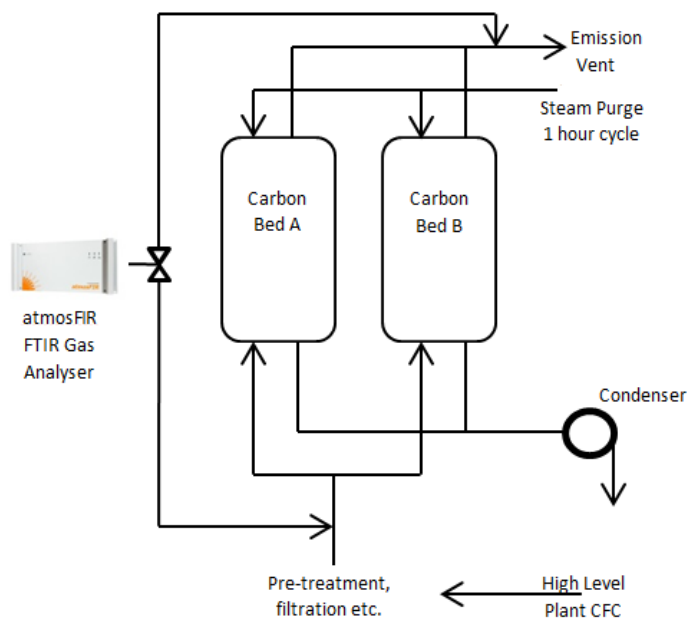 Emission
Vent
Steam Purge
1 hour cycle
Carbon
Bed A
Carbon
Bed B
atmosFIR
FTIR Gas
Analyser
Condenser
Pre-treatment,
filtration etc.
High Level
Plant CFC